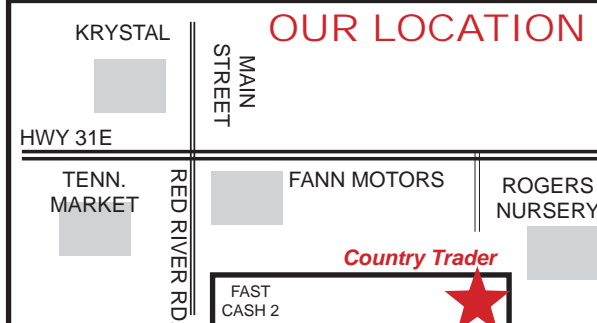 OUR LOCATION
KRYSTAL
MAIN
STREET
HWY 31E
TENN.
MARKET
RED RIVER RD.
FANN MOTORS
ROGERS
NURSERY
Country Trader
FAST
CASH 2